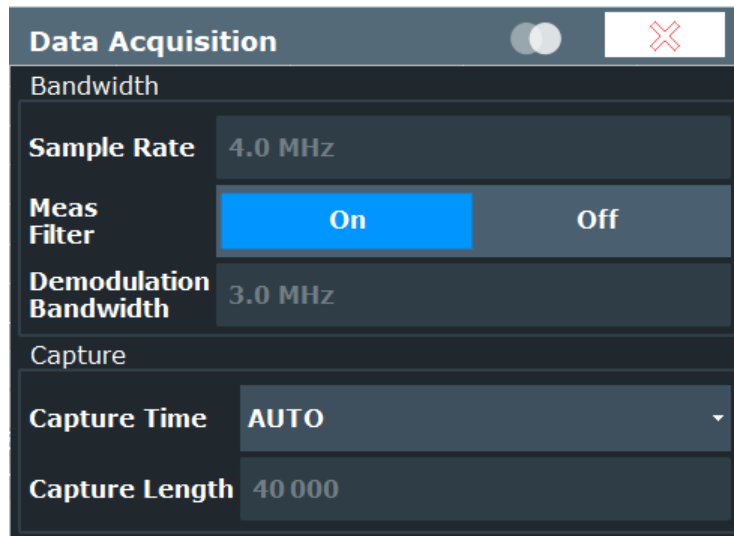 Data Acquisition
Bandwidth
Sample Rate 4.0 MHz
Meas
Filter On Off
Demodulation
Bandwidth 3.0 MHz
Capture
Capture Time AUTO
Capture Length 40 000